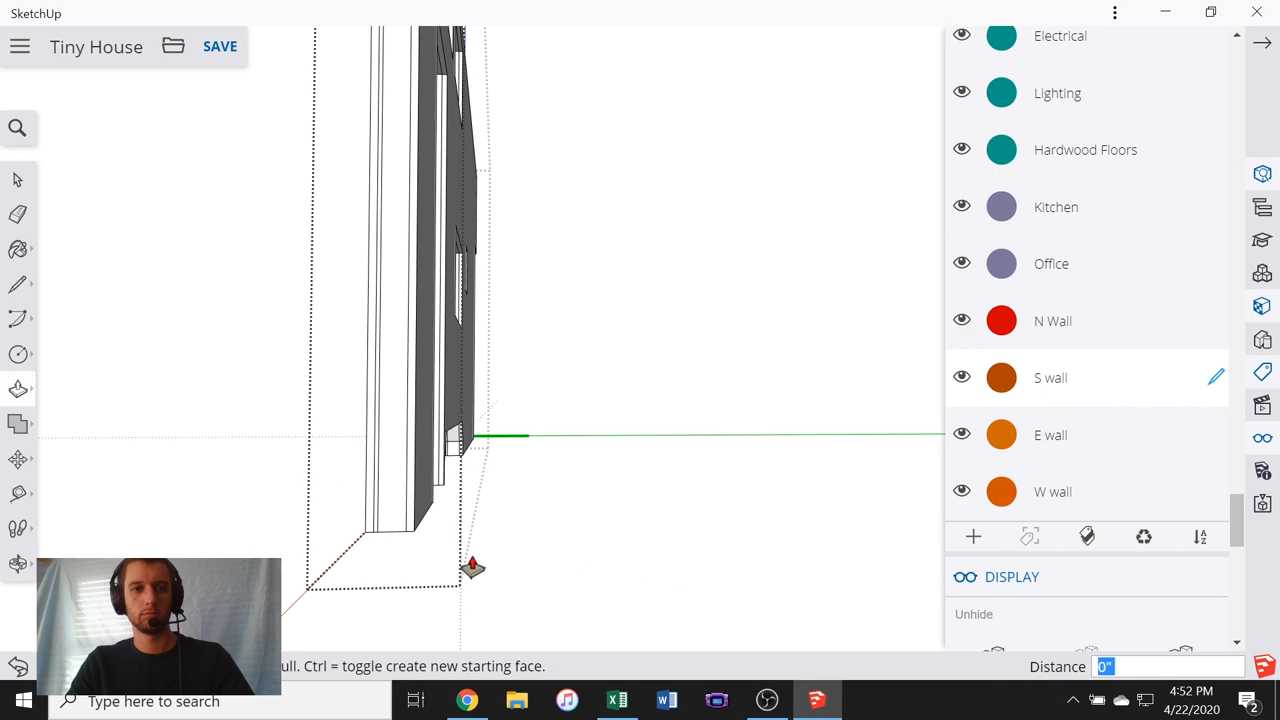 SketchUp
Tiny House
SAVE
Electrical
Lighting
Hardwood Floors
Kitchen
Office
N Wall
S wall
E wall
W wall
DISPLAY
Unhide
ull. Ctrl = toggle create new starting face.
Distance 0"
Type here to search
4:52 PM
4/22/2020
2